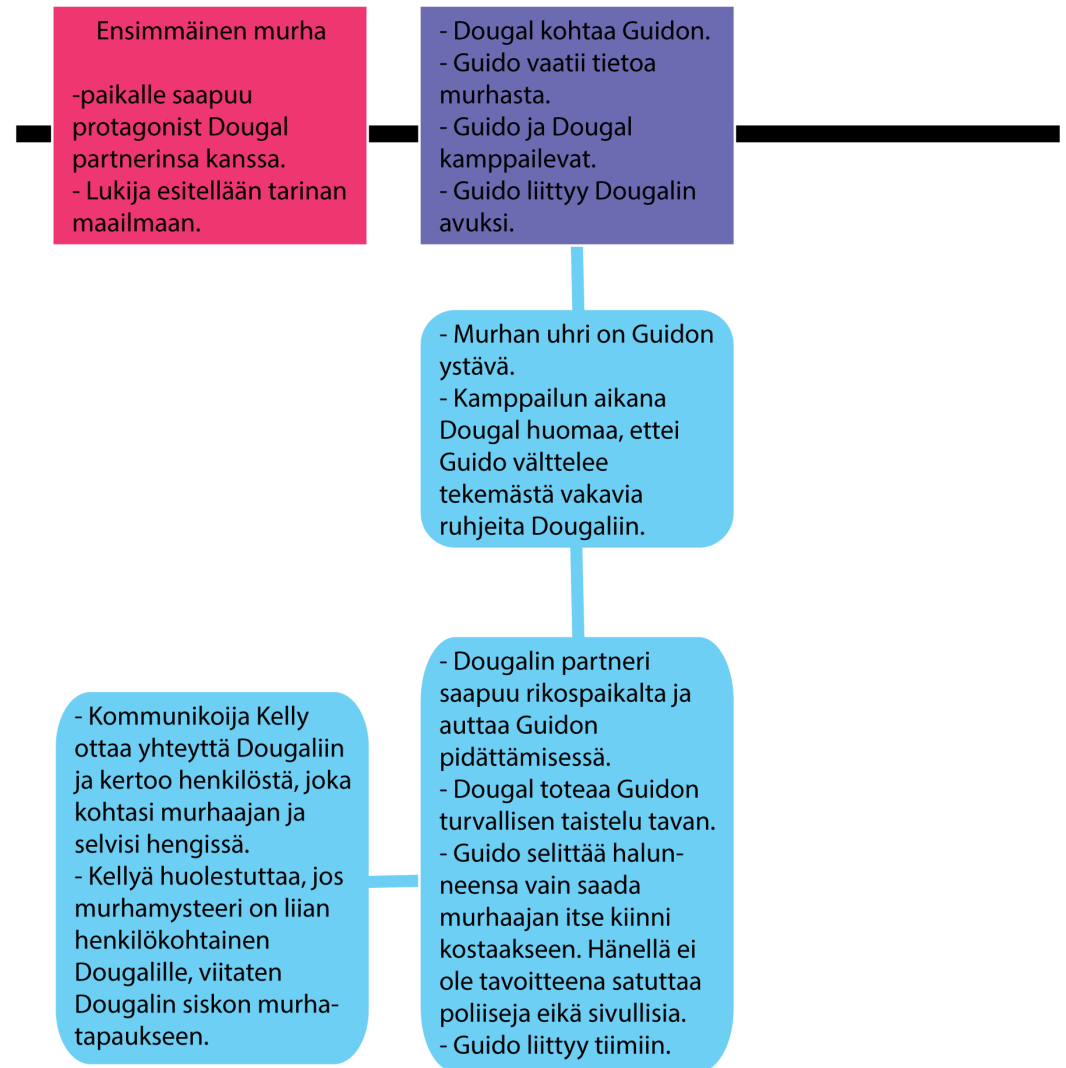 Ensimmäinen murha
-paikalle saapuu
protagonist Dougal
partnerinsa kanssa.
- Lukija esitellään tarinan
maailmaan.
- Dougal kohtaa Guidon.
- Guido vaatii tietoa
murhasta.
- Guido ja Dougal
kamppailevat.
- Guido liittyy Dougalin
avuksi.
- Murhan uhri on Guidon
ystävä.
- Kamppailun aikana
Dougal huomaa, ettei
Guido välttelee
tekemästä vakavia
ruhjeita Dougaliin.
- Dougalin partneri
saapuu rikospaikalta ja
auttaa Guidon
pidättämisessä.
- Dougal toteaa Guidon
turvallisen taistelu tavan.
- Guido selittää halun-
neensa vain saada
murhaajan itse kiinni
kostaakseen. Hänellä ei
ole tavoitteena satuttaa
poliiseja eikä sivullisia.
- Guido liittyy tiimiin.
- Kommunikoija Kelly
ottaa yhteyttä Dougaliin
ja kertoo henkilöstä, joka
kohtasi murhaajan ja
selvisi hengissä.
- Kellyä huolestuttaa, jos
murhamysteeri on liian
henkilökohtainen
Dougalille, viitaten
Dougalin siskon murha-
tapaukseen.